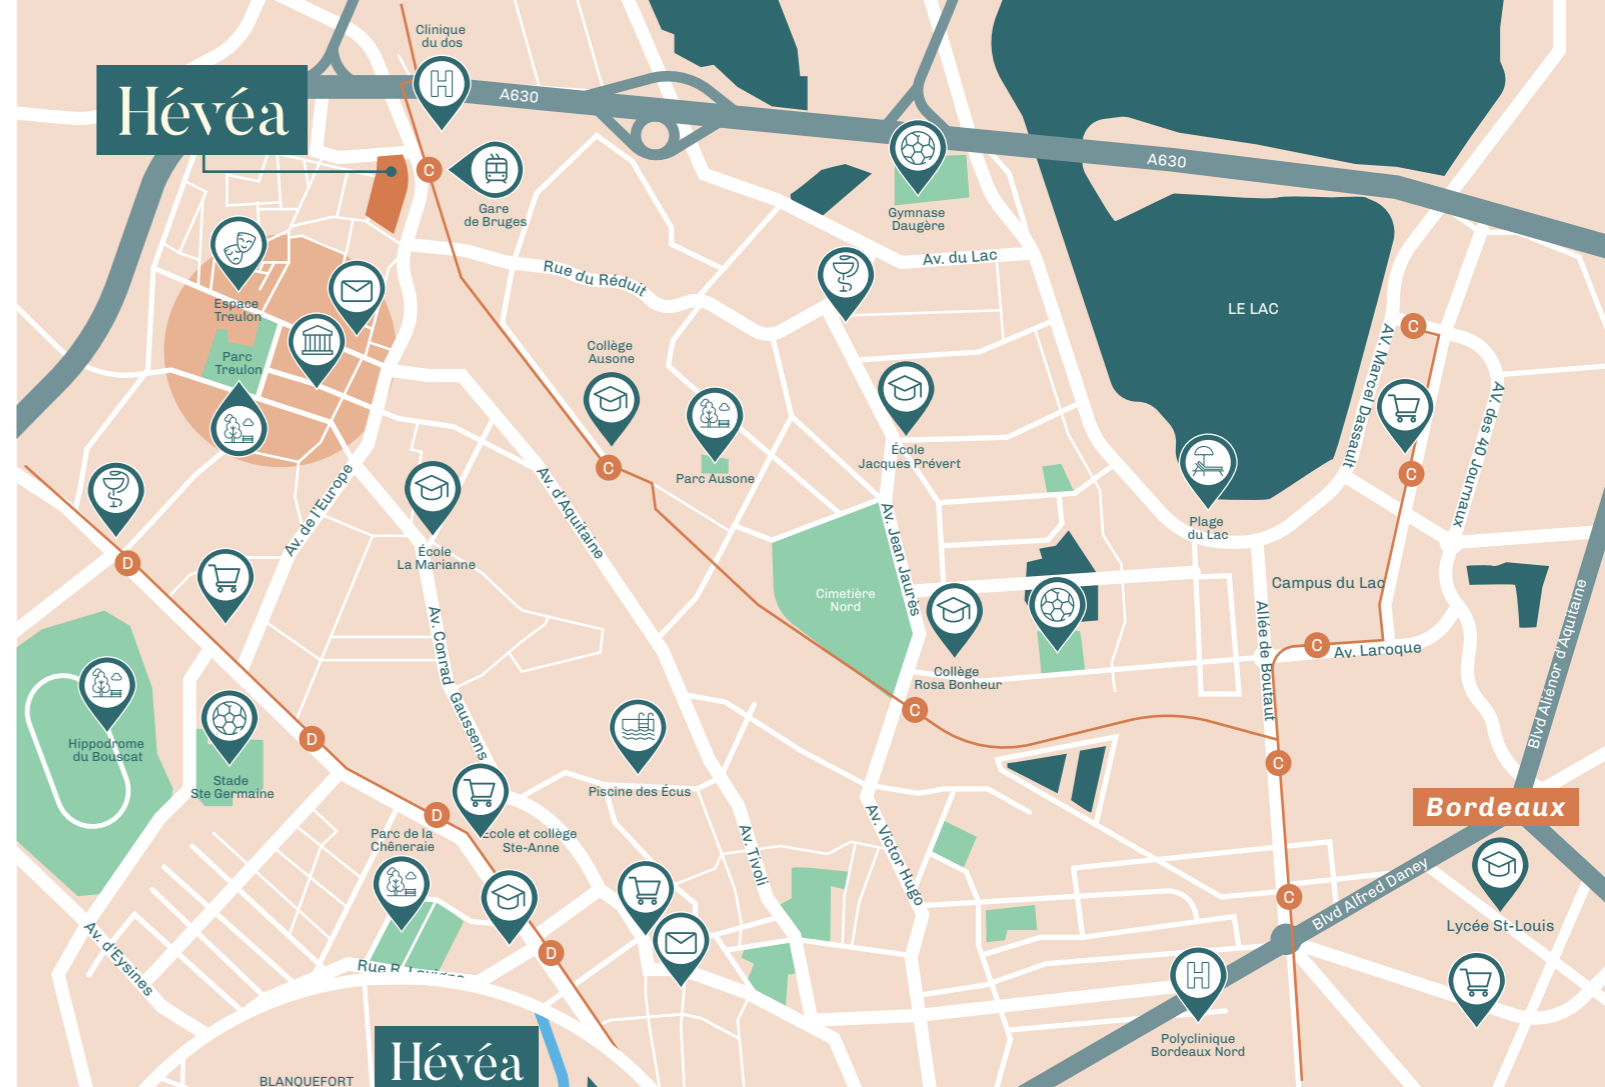 Clinique
du dos
Hévéa
A630
A630
C
Gare
de Bruges
Gymnase
Daugère
Av. du Lac
Rue du Réduit
Espace
Treulon
Parc
Treulon
LE LAC
C
AV. Marcel Dassault
AV. des 40 Journaux
Collège
Ausone
École
Jacques Prévert
C
Parc Ausone
C
Av. d'Aquitaine
Av. de l'Europe
Plage
du Lac
Av. Jean Jaurès
École
La Marianne
D
Cimetière
Nord
Campus du Lac
Allée de Boutaut
C
Av. Laroque
Blvd Aliénor d'Aquitaine
Av. Conrad Gaussens
Collège
Rosa Bonheur
C
D
Hippodrome
du Bouscat
Stade
Ste Germaine
Piscine des Écus
C
Bordeaux
D
Parc de la
Chêneraie
École et collège
Ste-Anne
Av. Tivoli
Av. Victor Hugo
C
Blvd Alfred Daney
Lycée St-Louis
Av. d'Eysines
D
Rue R.
Polyclinique
Bordeaux Nord
Hévéa
BLANQUEFORT
H
H